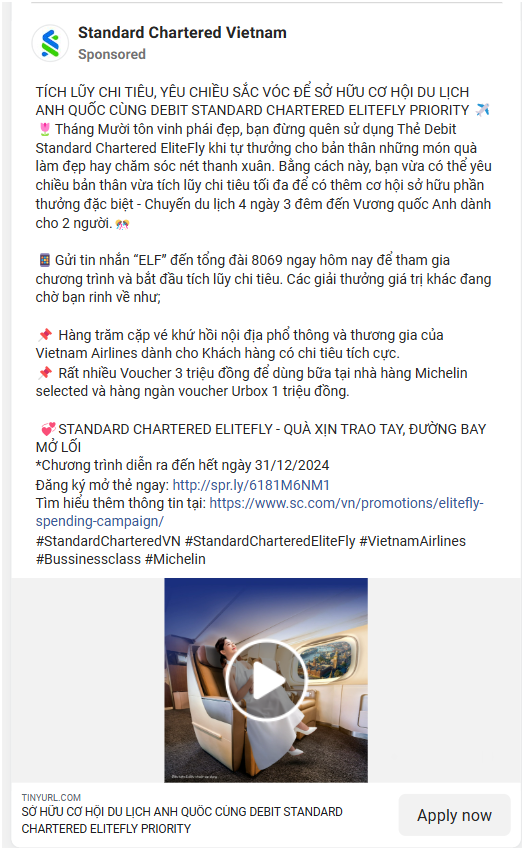 Standard Chartered Vietnam
Sponsored
TÍCH LŨY CHI TIÊU, YÊU CHIỀU SẮC VÓC ĐỂ SỞ HỮU CƠ HỘI DU LỊCH
ANH QUỐC CÙNG DEBIT STANDARD CHARTERED ELITEFLY PRIORITY ✈️
🌷 Tháng Mười tôn vinh phái đẹp, bạn đừng quên sử dụng Thẻ Debit
Standard Chartered EliteFly khi tự thưởng cho bản thân những món quà
làm đẹp hay chăm sóc nét thanh xuân. Bằng cách này, bạn vừa có thể yêu
chiều bản thân vừa tích lũy chi tiêu tối đa để có thêm cơ hội sở hữu phần
thưởng đặc biệt - Chuyến du lịch 4 ngày 3 đêm đến Vương quốc Anh dành
cho 2 người. 🎊
📱 Gửi tin nhắn “ELF” đến tổng đài 8069 ngay hôm nay để tham gia
chương trình và bắt đầu tích lũy chi tiêu. Các giải thưởng giá trị khác đang
chờ bạn rinh về như;
📌 Hàng trăm cặp vé khứ hồi nội địa phổ thông và thương gia của
Vietnam Airlines dành cho Khách hàng có chi tiêu tích cực.
📌 Rất nhiều Voucher 3 triệu đồng để dùng bữa tại nhà hàng Michelin
selected và hàng ngàn voucher Urbox 1 triệu đồng.
💞 STANDARD CHARTERED ELITEFLY - QUÀ XỊN TRAO TAY, ĐƯỜNG BAY
MỞ LỐI
*Chương trình diễn ra đến hết ngày 31/12/2024
Đăng ký mở thẻ ngay: http://spr.ly/6181M6NM1
Tìm hiểu thêm thông tin tại: https://www.sc.com/vn/promotions/elitefly-
spending-campaign/
#StandardCharteredVN #StandardCharteredEliteFly #VietnamAirlines
#Bussinessclass #Michelin
TINYURL.COM
SỞ HỮU CƠ HỘI DU LỊCH ANH QUỐC CÙNG DEBIT STANDARD
CHARTERED ELITEFLY PRIORITY
Apply now